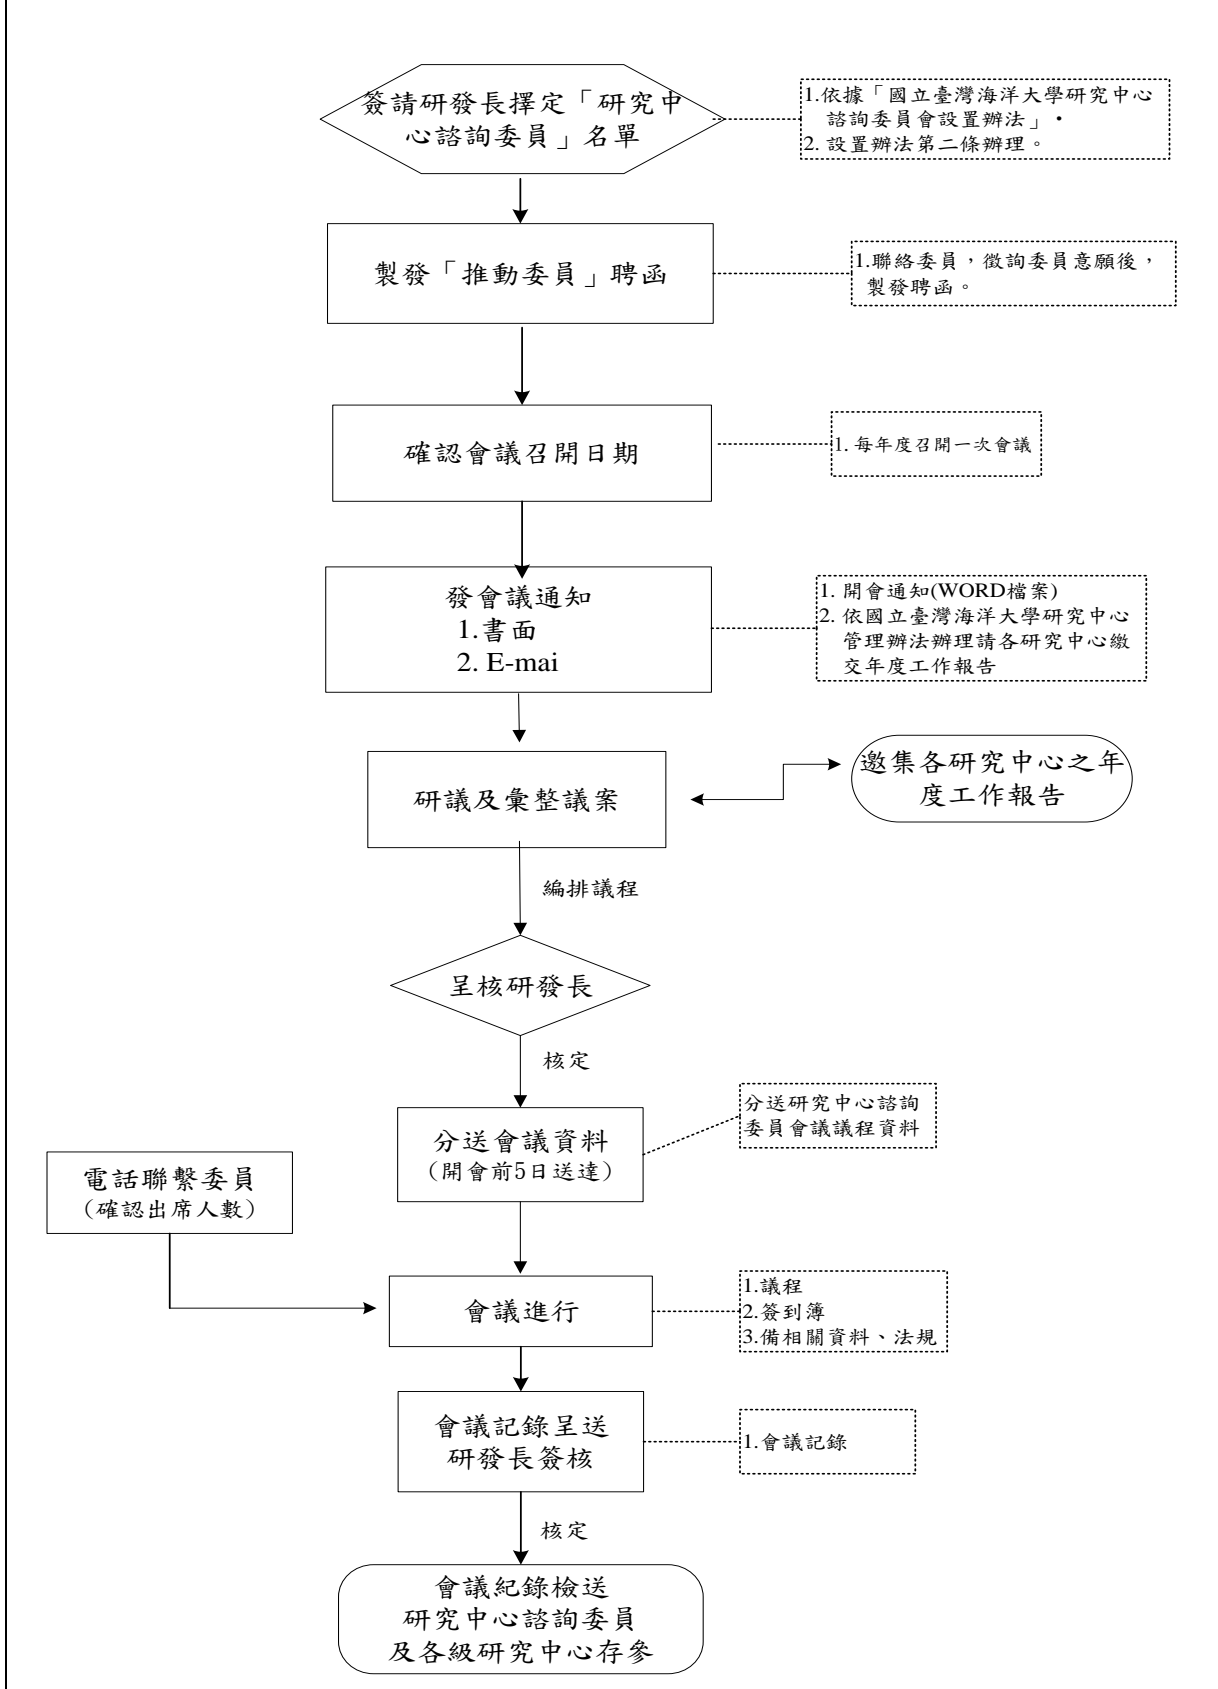 簽請研發長擇定「研究中
心諮詢委員」名單
1.依據「國立臺灣海洋大學研究中心
諮詢委員會設置辦法」・
2. 設置辦法第二條辦理。
製發「推動委員」聘函
1.聯絡委員，徵詢委員意願後，
製發聘函。
確認會議召開日期
1. 每年度召開一次會議
發會議通知
1.書面
2. E-mai
1. 開會通知(WORD檔案)
2. 依國立臺灣海洋大學研究中心
管理辦法辦理請各研究中心繳
交年度工作報告
研議及彙整議案
邀集各研究中心之年
度工作報告
編排議程
呈核研發長
核定
分送會議資料
（開會前5日送達）
分送研究中心諮詢
委員會議議程資料
電話聯繫委員
（確認出席人數）
會議進行
1.議程
2.簽到簿
3.備相關資料、法規
會議記錄呈送
研發長簽核
1.會議記錄
核定
會議紀錄檢送
研究中心諮詢委員
及各級研究中心存參